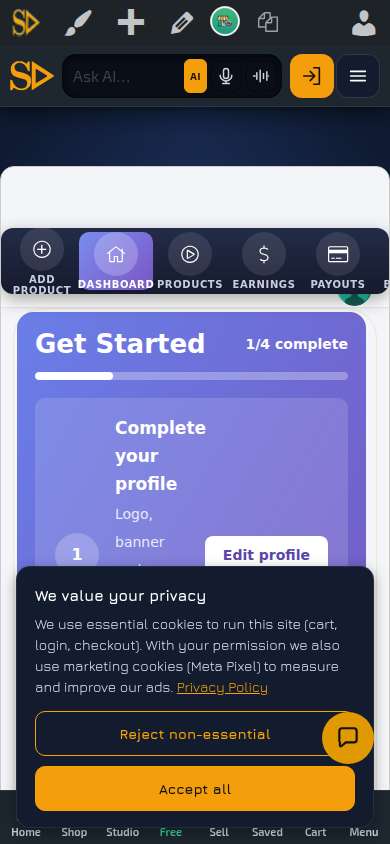 Ask AI...
AI
ADD
PRODUCT
DASHBOARD
PRODUCTS
EARNINGS
PAYOUTS
Get Started
1/4 complete
Complete
your
profile
Logo,
banner
1
Edit profile
We value your privacy
We use essential cookies to run this site (cart,
login, checkout). With your permission we also
use marketing cookies (Meta Pixel) to measure
and improve our ads. Privacy Policy
Reject non-essential
Accept all
Home
Shop
Studio
Free
Sell
Saved
Cart
Menu